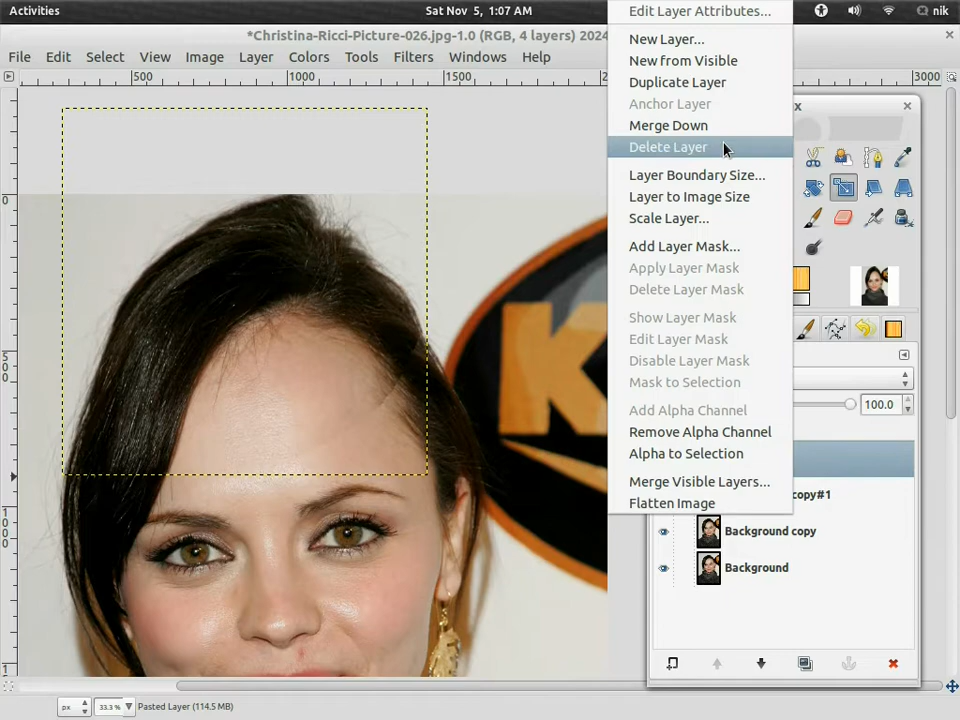 Activities
Sat Nov 5, 1:07 AM
nik
*Christina-Ricci-Picture-026.jpg-1.0 (RGB, 4 layers) 2024
File Edit Select View Image Layer Colors Tools Filters Windows Help
500 1000 1500 2 3000
0
500
1000
1
K
Edit Layer Attributes...
New Layer...
New from Visible
Duplicate Layer
Anchor Layer
Merge Down
Delete Layer
Layer Boundary Size...
Layer to Image Size
Scale Layer...
Add Layer Mask...
Apply Layer Mask
Delete Layer Mask
Show Layer Mask
Edit Layer Mask
Disable Layer Mask
Mask to Selection
Add Alpha Channel
Remove Alpha Channel
Alpha to Selection
Merge Visible Layers...
Flatten Image
x
100.0
copy#1
Background copy
Background
px 33.3 % Pasted Layer (114.5 MB)